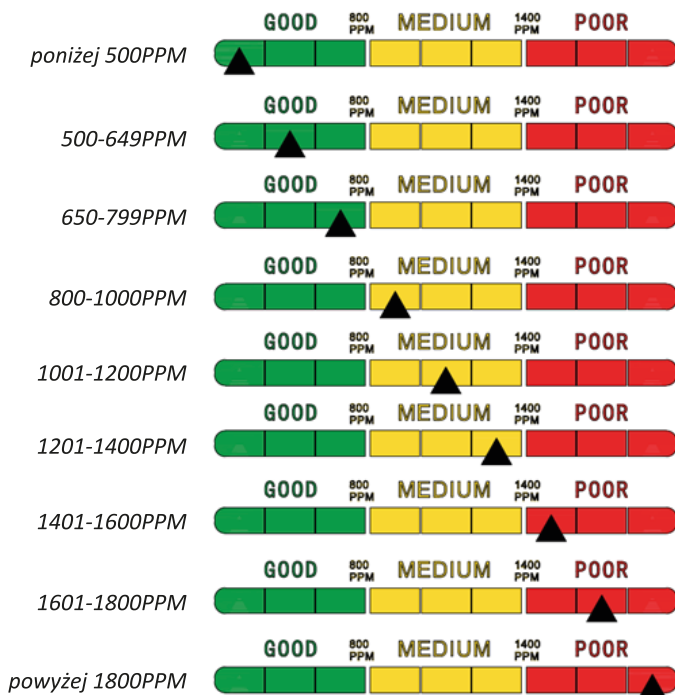 GOOD 800 PPM MEDIUM 1400 PPM POOR
poniżej 500PPM
GOOD 800 PPM MEDIUM 1400 PPM POOR
500-649PPM
GOOD 800 PPM MEDIUM 1400 PPM POOR
650-799PPM
GOOD 800 PPM MEDIUM 1400 PPM POOR
800-1000PPM
GOOD 800 PPM MEDIUM 1400 PPM POOR
1001-1200PPM
GOOD 800 PPM MEDIUM 1400 PPM POOR
1201-1400PPM
GOOD 800 PPM MEDIUM 1400 PPM POOR
1401-1600PPM
GOOD 800 PPM MEDIUM 1400 PPM POOR
1601-1800PPM
GOOD 800 PPM MEDIUM 1400 PPM POOR
powyżej 1800PPM